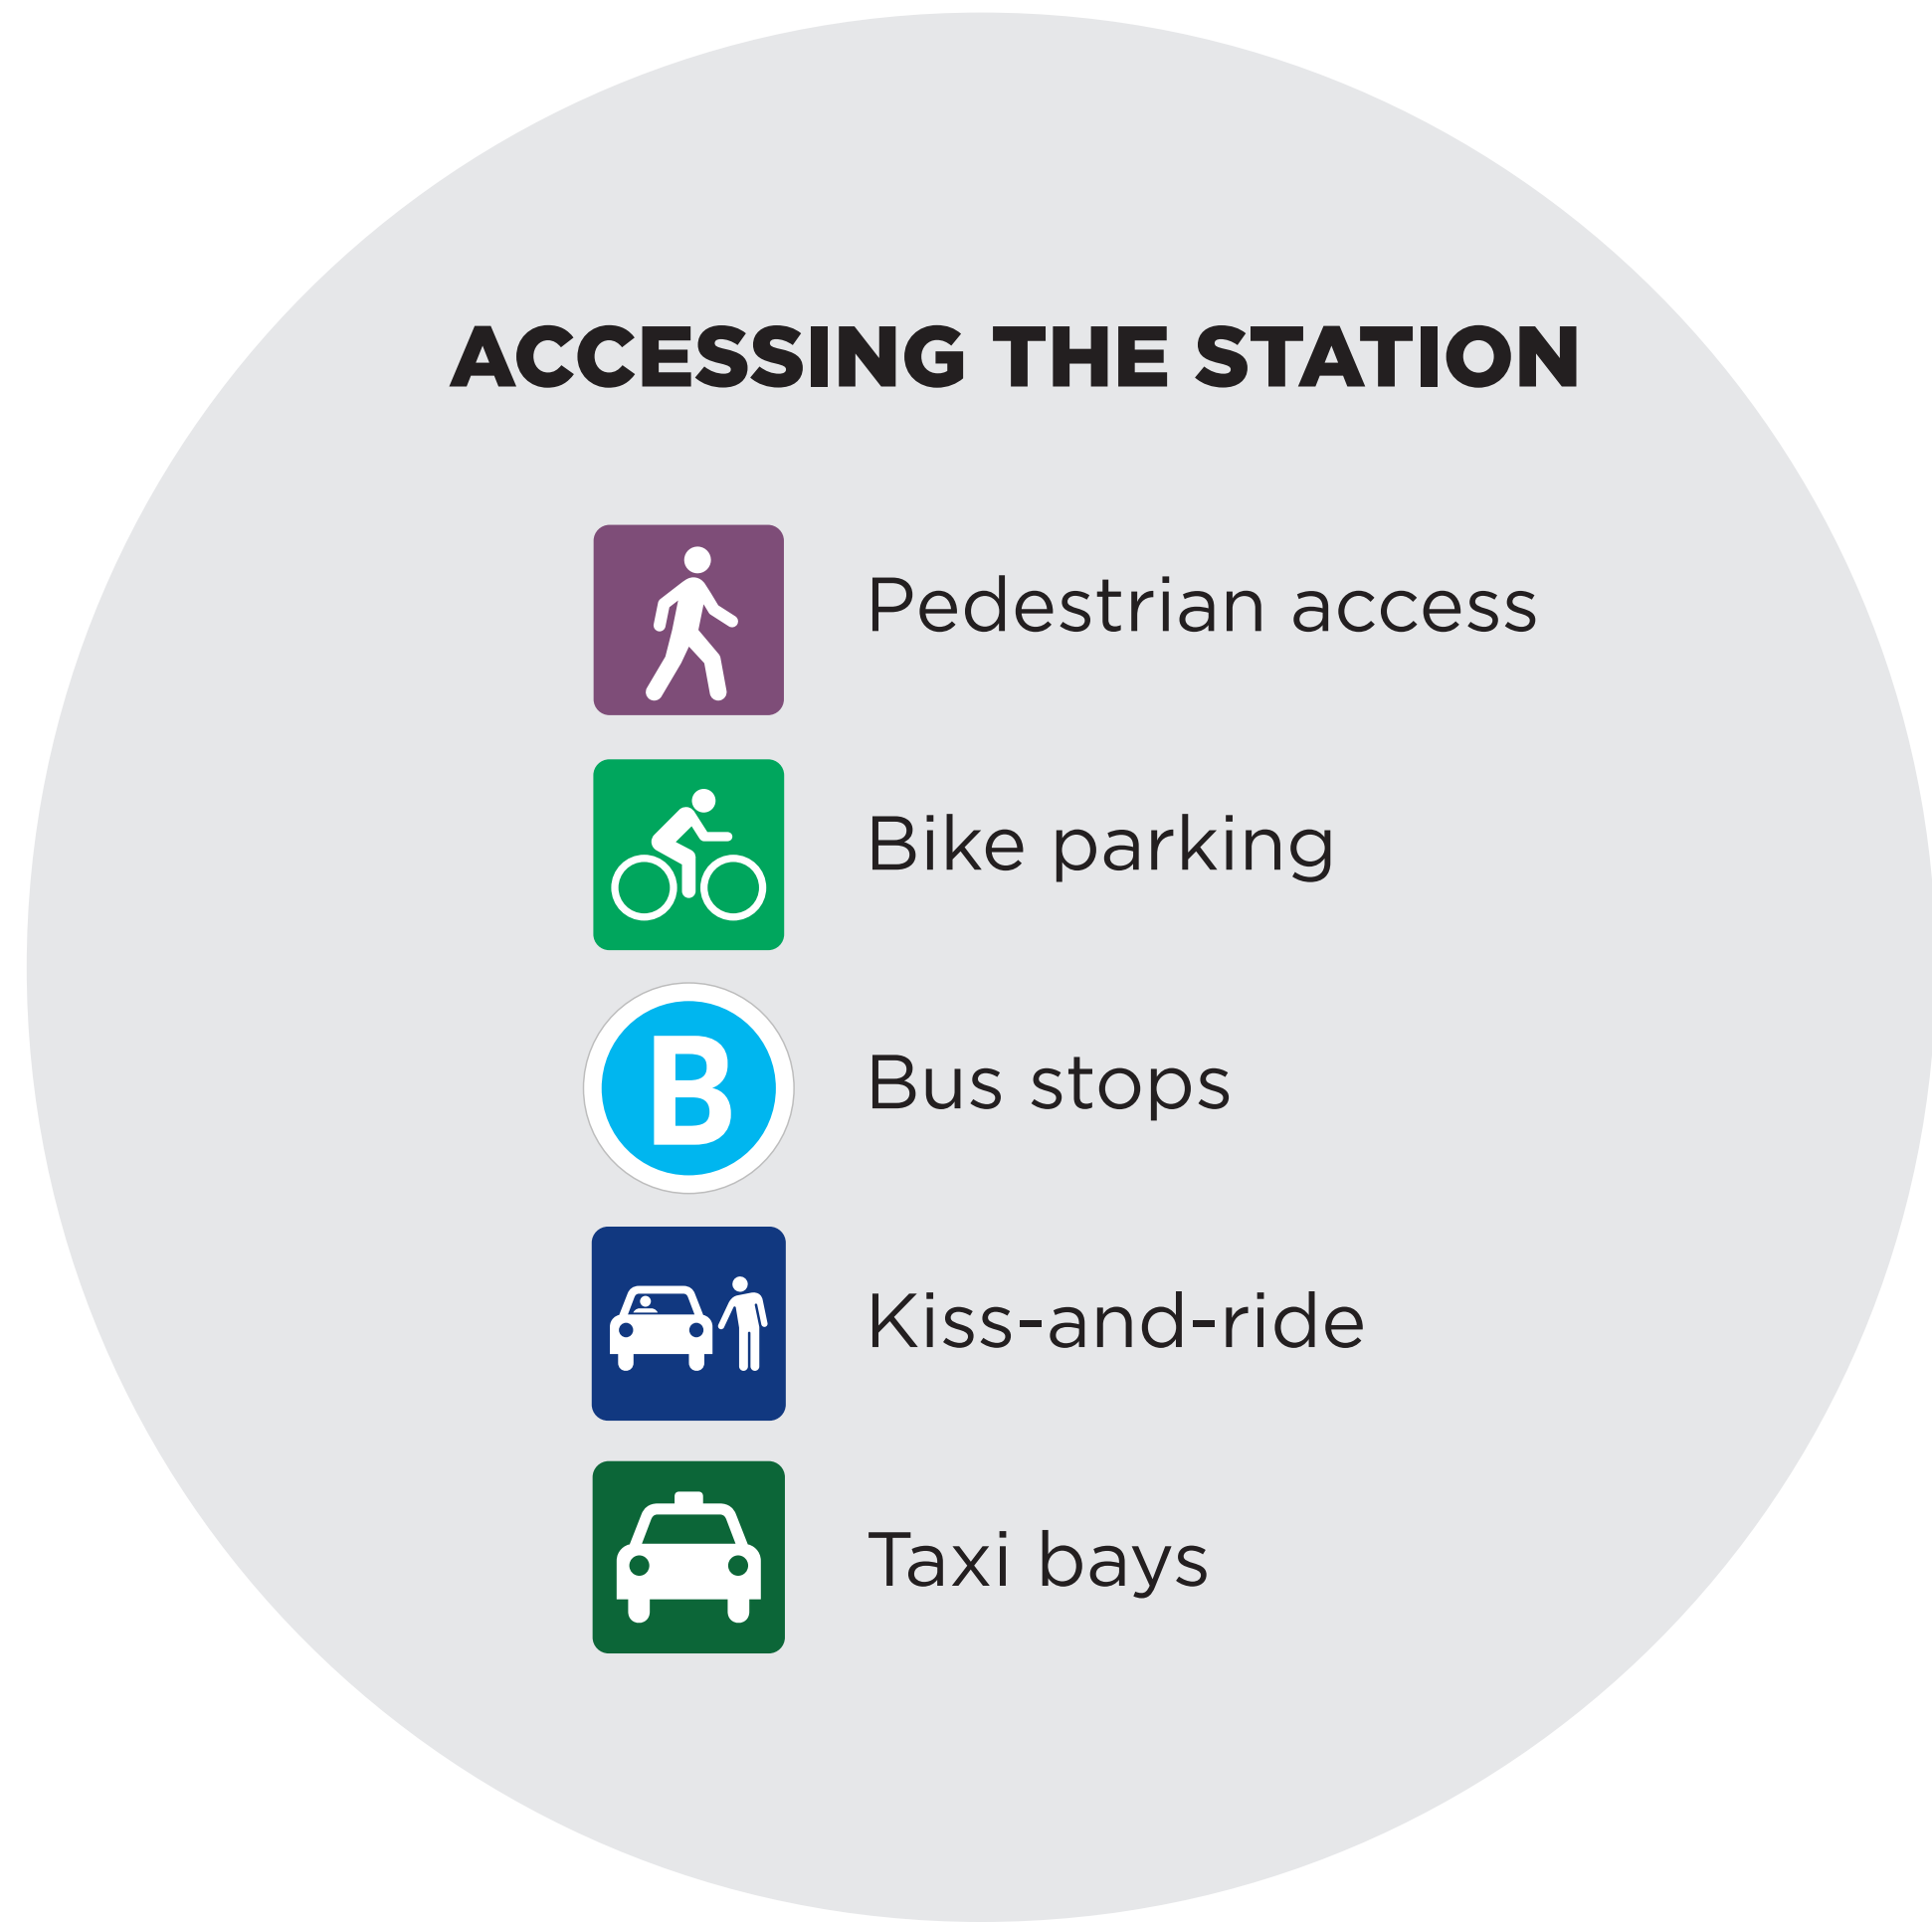 ACCESSING THE STATION
Pedestrian access
Bike parking
B
Bus stops
Kiss-and-ride
Taxi bays